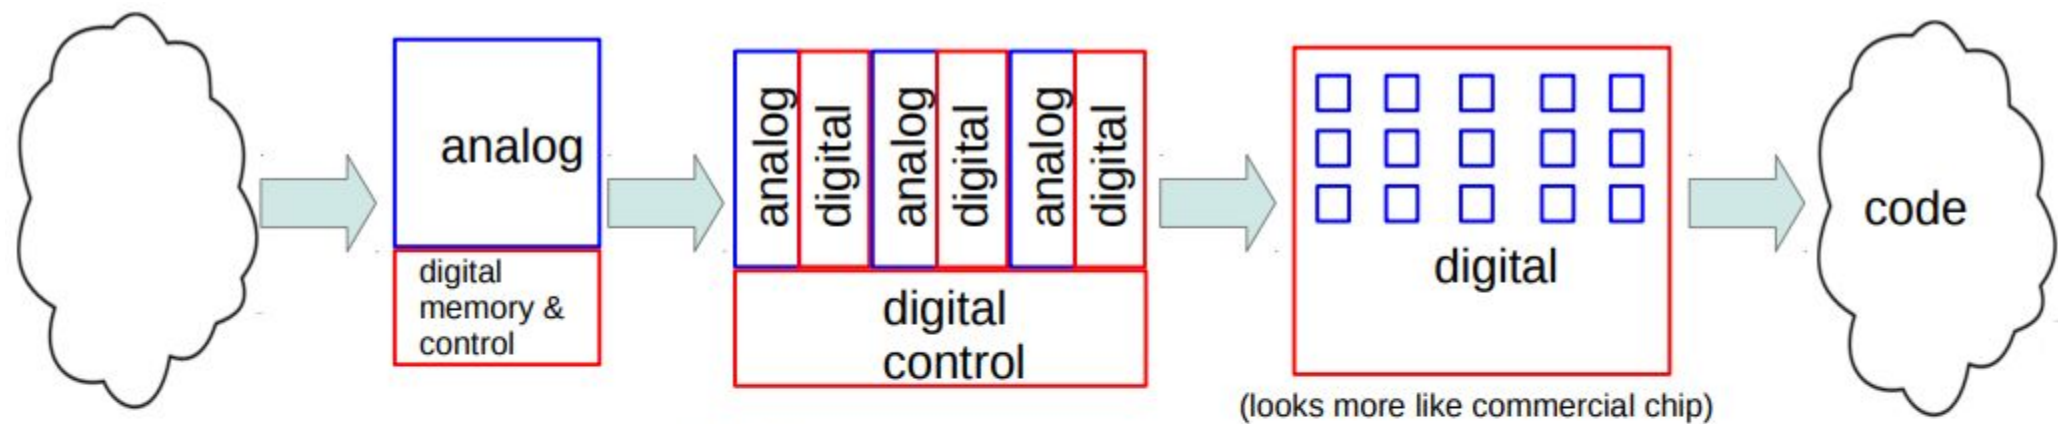 analog
digital
memory &
control
analog
digital
analog
digital
analog
digital
digital
control
digital
(looks more like commercial chip)
code